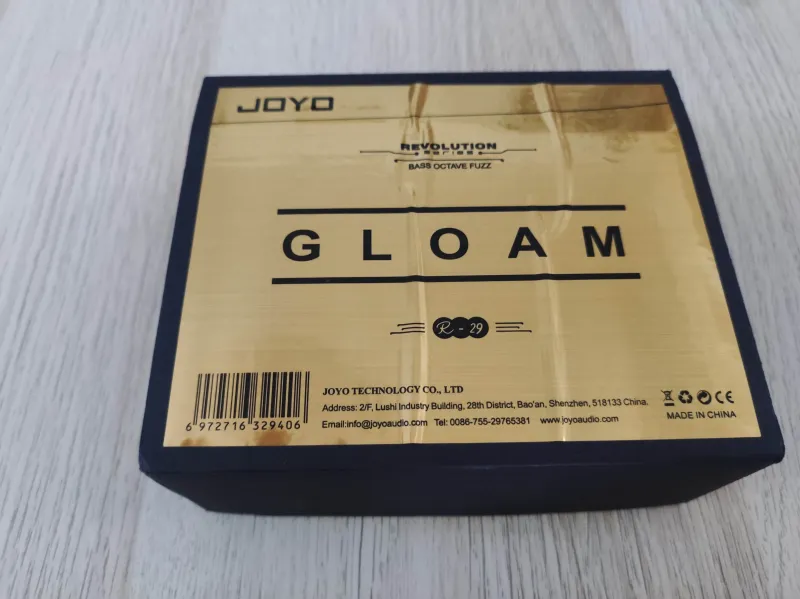 JOYO
REVOLUTION
series
BASS OCTAVE FUZZ
GLOAM
R-29
JOYO TECHNOLOGY CO., LTD
Address: 2/F, Lushi Industry Building, 28th District, Bao'an, Shenzhen, 518133 China.
Email:info@joyoaudio.com Tel: 0086-755-29765381 www.joyoaudio.com
6 972716 329406
CE
MADE IN CHINA